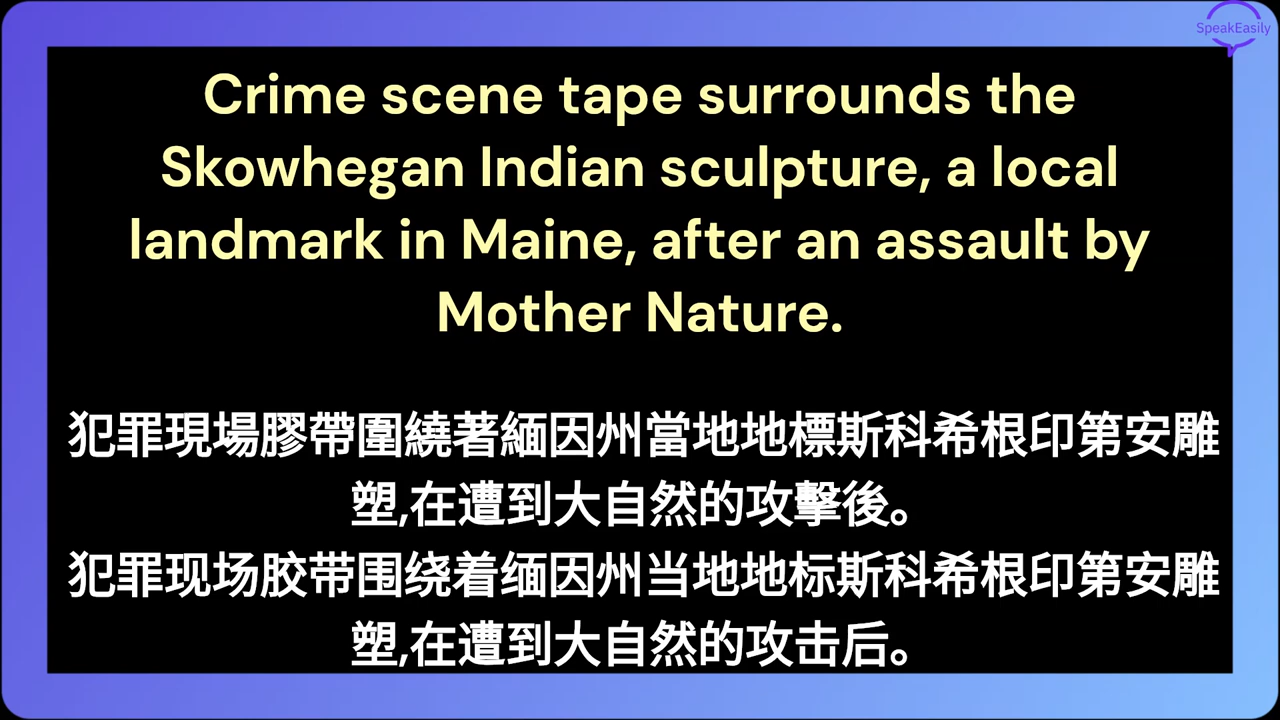 SpeakEasily
Crime scene tape surrounds the
Skowhegan Indian sculpture, a local
landmark in Maine, after an assault by
Mother Nature.
犯罪現場膠帶圍繞著緬因州當地地標斯科希根印第安雕
塑,在遭到大自然的攻擊後。
犯罪现场胶带围绕着缅因州当地地标斯科希根印第安雕
塑,在遭到大自然的攻击后。